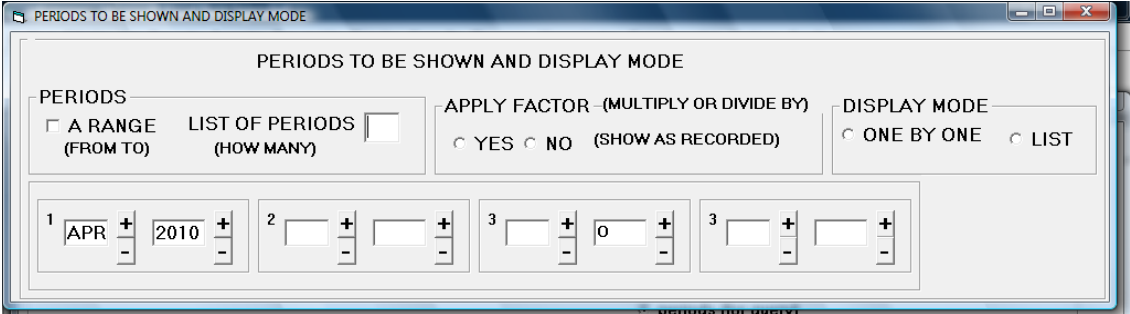 PERIODS TO BE SHOWN AND DISPLAY MODE
PERIODS TO BE SHOWN AND DISPLAY MODE
PERIODS
A RANGE
(FROM TO)
LIST OF PERIODS
(HOW MANY)
APPLY FACTOR (MULTIPLY OR DIVIDE BY)
YES NO (SHOW AS RECORDED)
DISPLAY MODE
ONE BY ONE LIST
1 APR + - 2010 + -
2 + - + -
3 + - 0 + -
3 + - + -